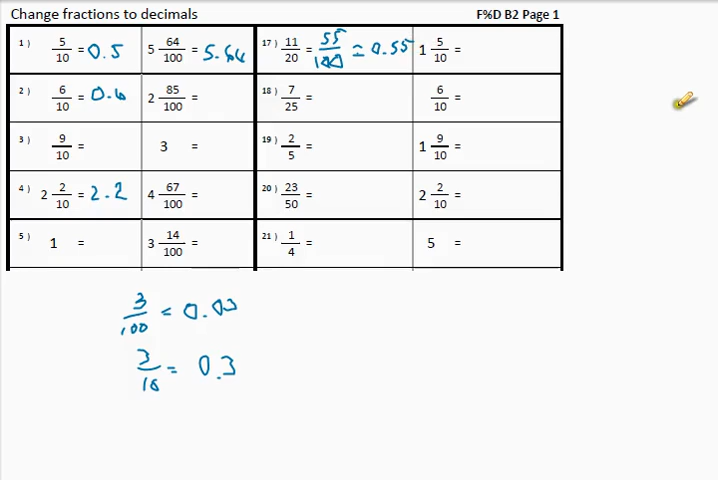 Change fractions to decimals F%D B2 Page 1
1) 5/10 = 0.5 5 64/100 = 5.64 17) 11/20 = 55/100 = 0.55 1 5/10 =
2) 6/10 = 0.6 2 85/100 = 18) 7/25 = 6/10 =
3) 9/10 = 3 = 19) 2/5 = 1 9/10 =
4) 2 2/10 = 2.2 4 67/100 = 20) 23/50 = 2 2/10 =
5) 1 = 3 14/100 = 21) 1/4 = 5 =
3/100 = 0.03
3/10 = 0.3